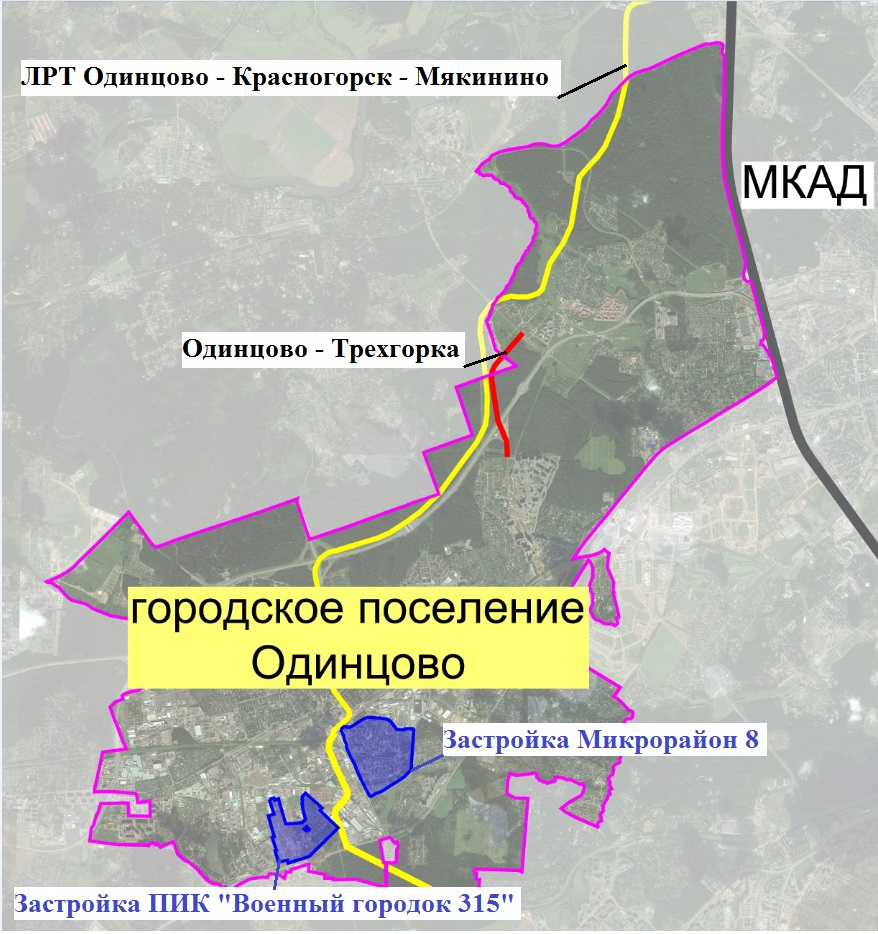 ЛРТ Одинцово - Красногорск - Мякинино
МКАД
Одинцово - Трехгорка
городское поселение
Одинцово
Застройка Микрорайон 8
Застройка ПИК "Военный городок 315"